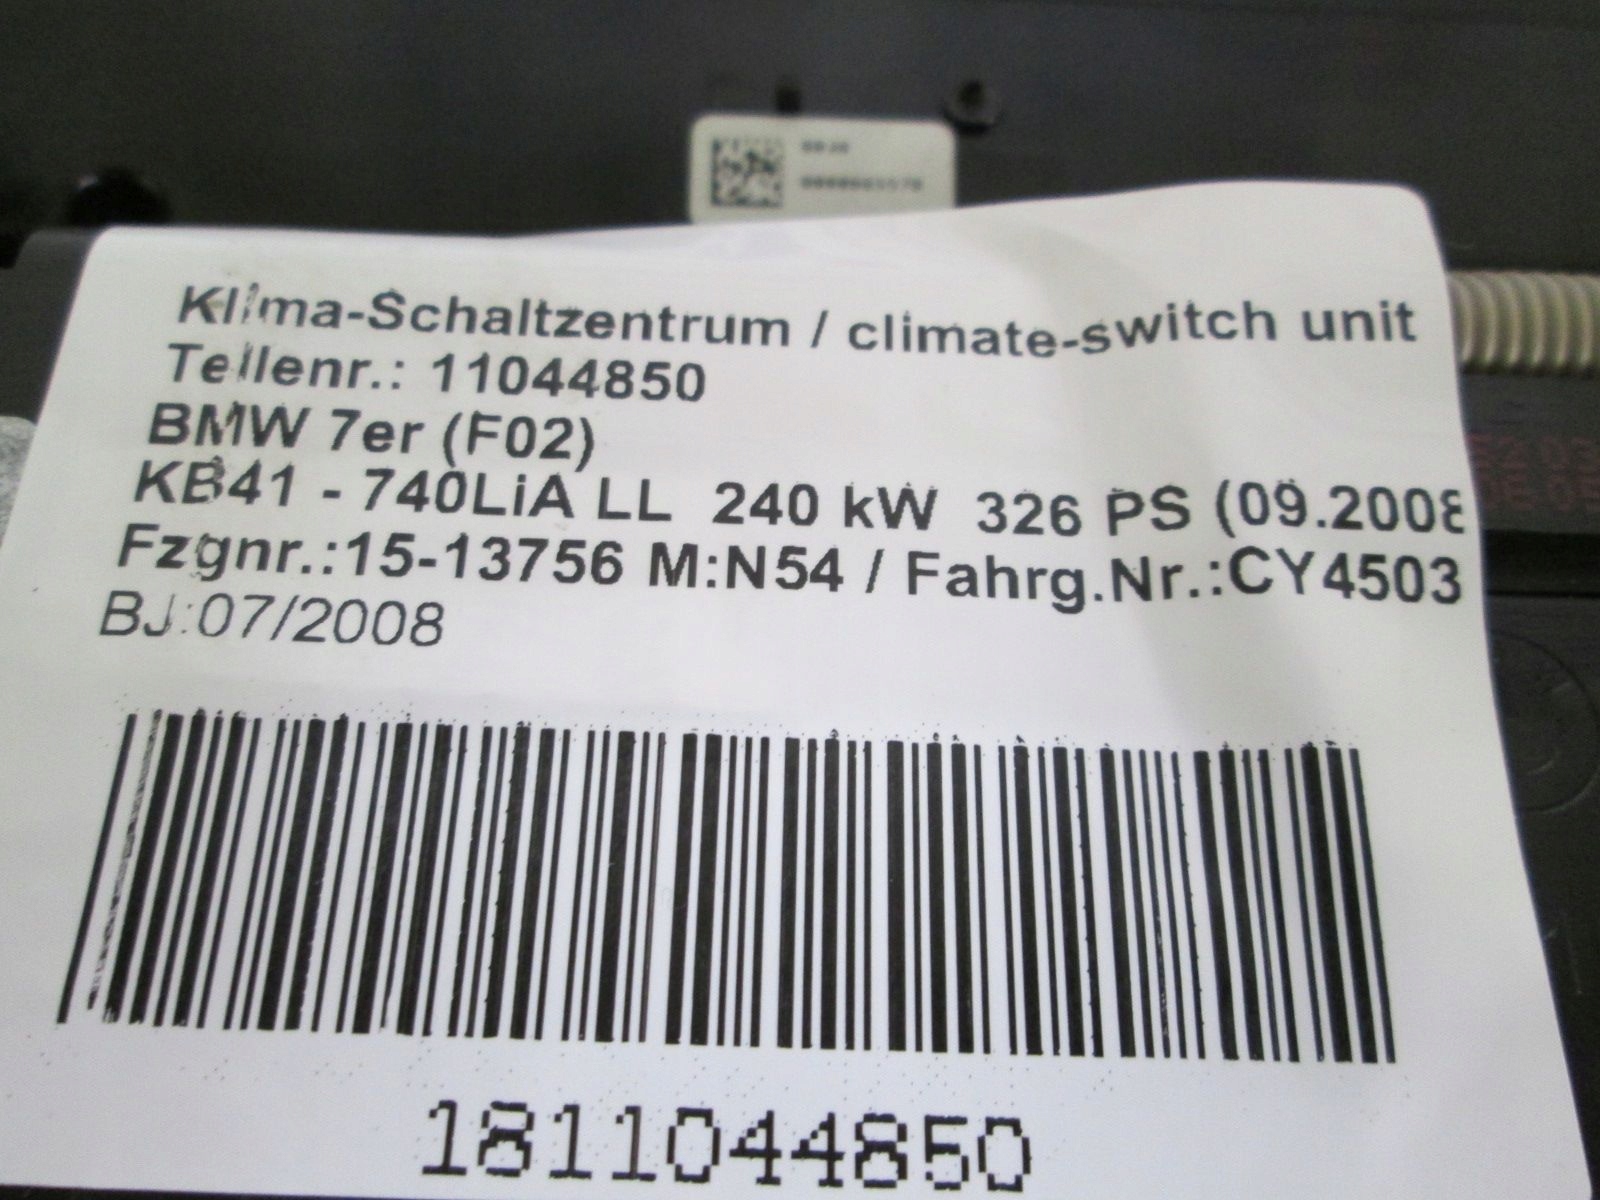 Klima-Schaltzentrum / climate-switch unit
Teilenr.: 11044850
BMW 7er (F02)
KB41 - 740LiA LL 240 kW 326 PS (09.2008
Fzgnr.:15-13756 M:N54 / Fahrg.Nr.:CY4503
BJ:07/2008
1811044850